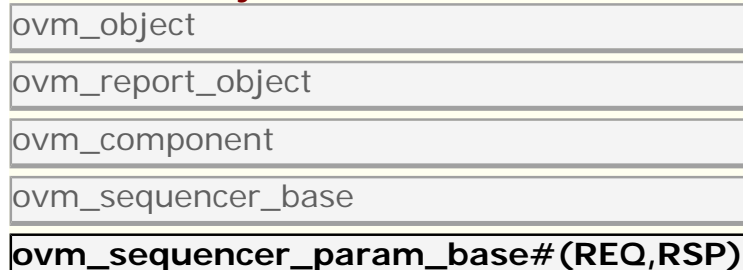 ovm_object
ovm_report_object
ovm_component
ovm_sequencer_base
ovm_sequencer_param_base#(REQ,RSP)